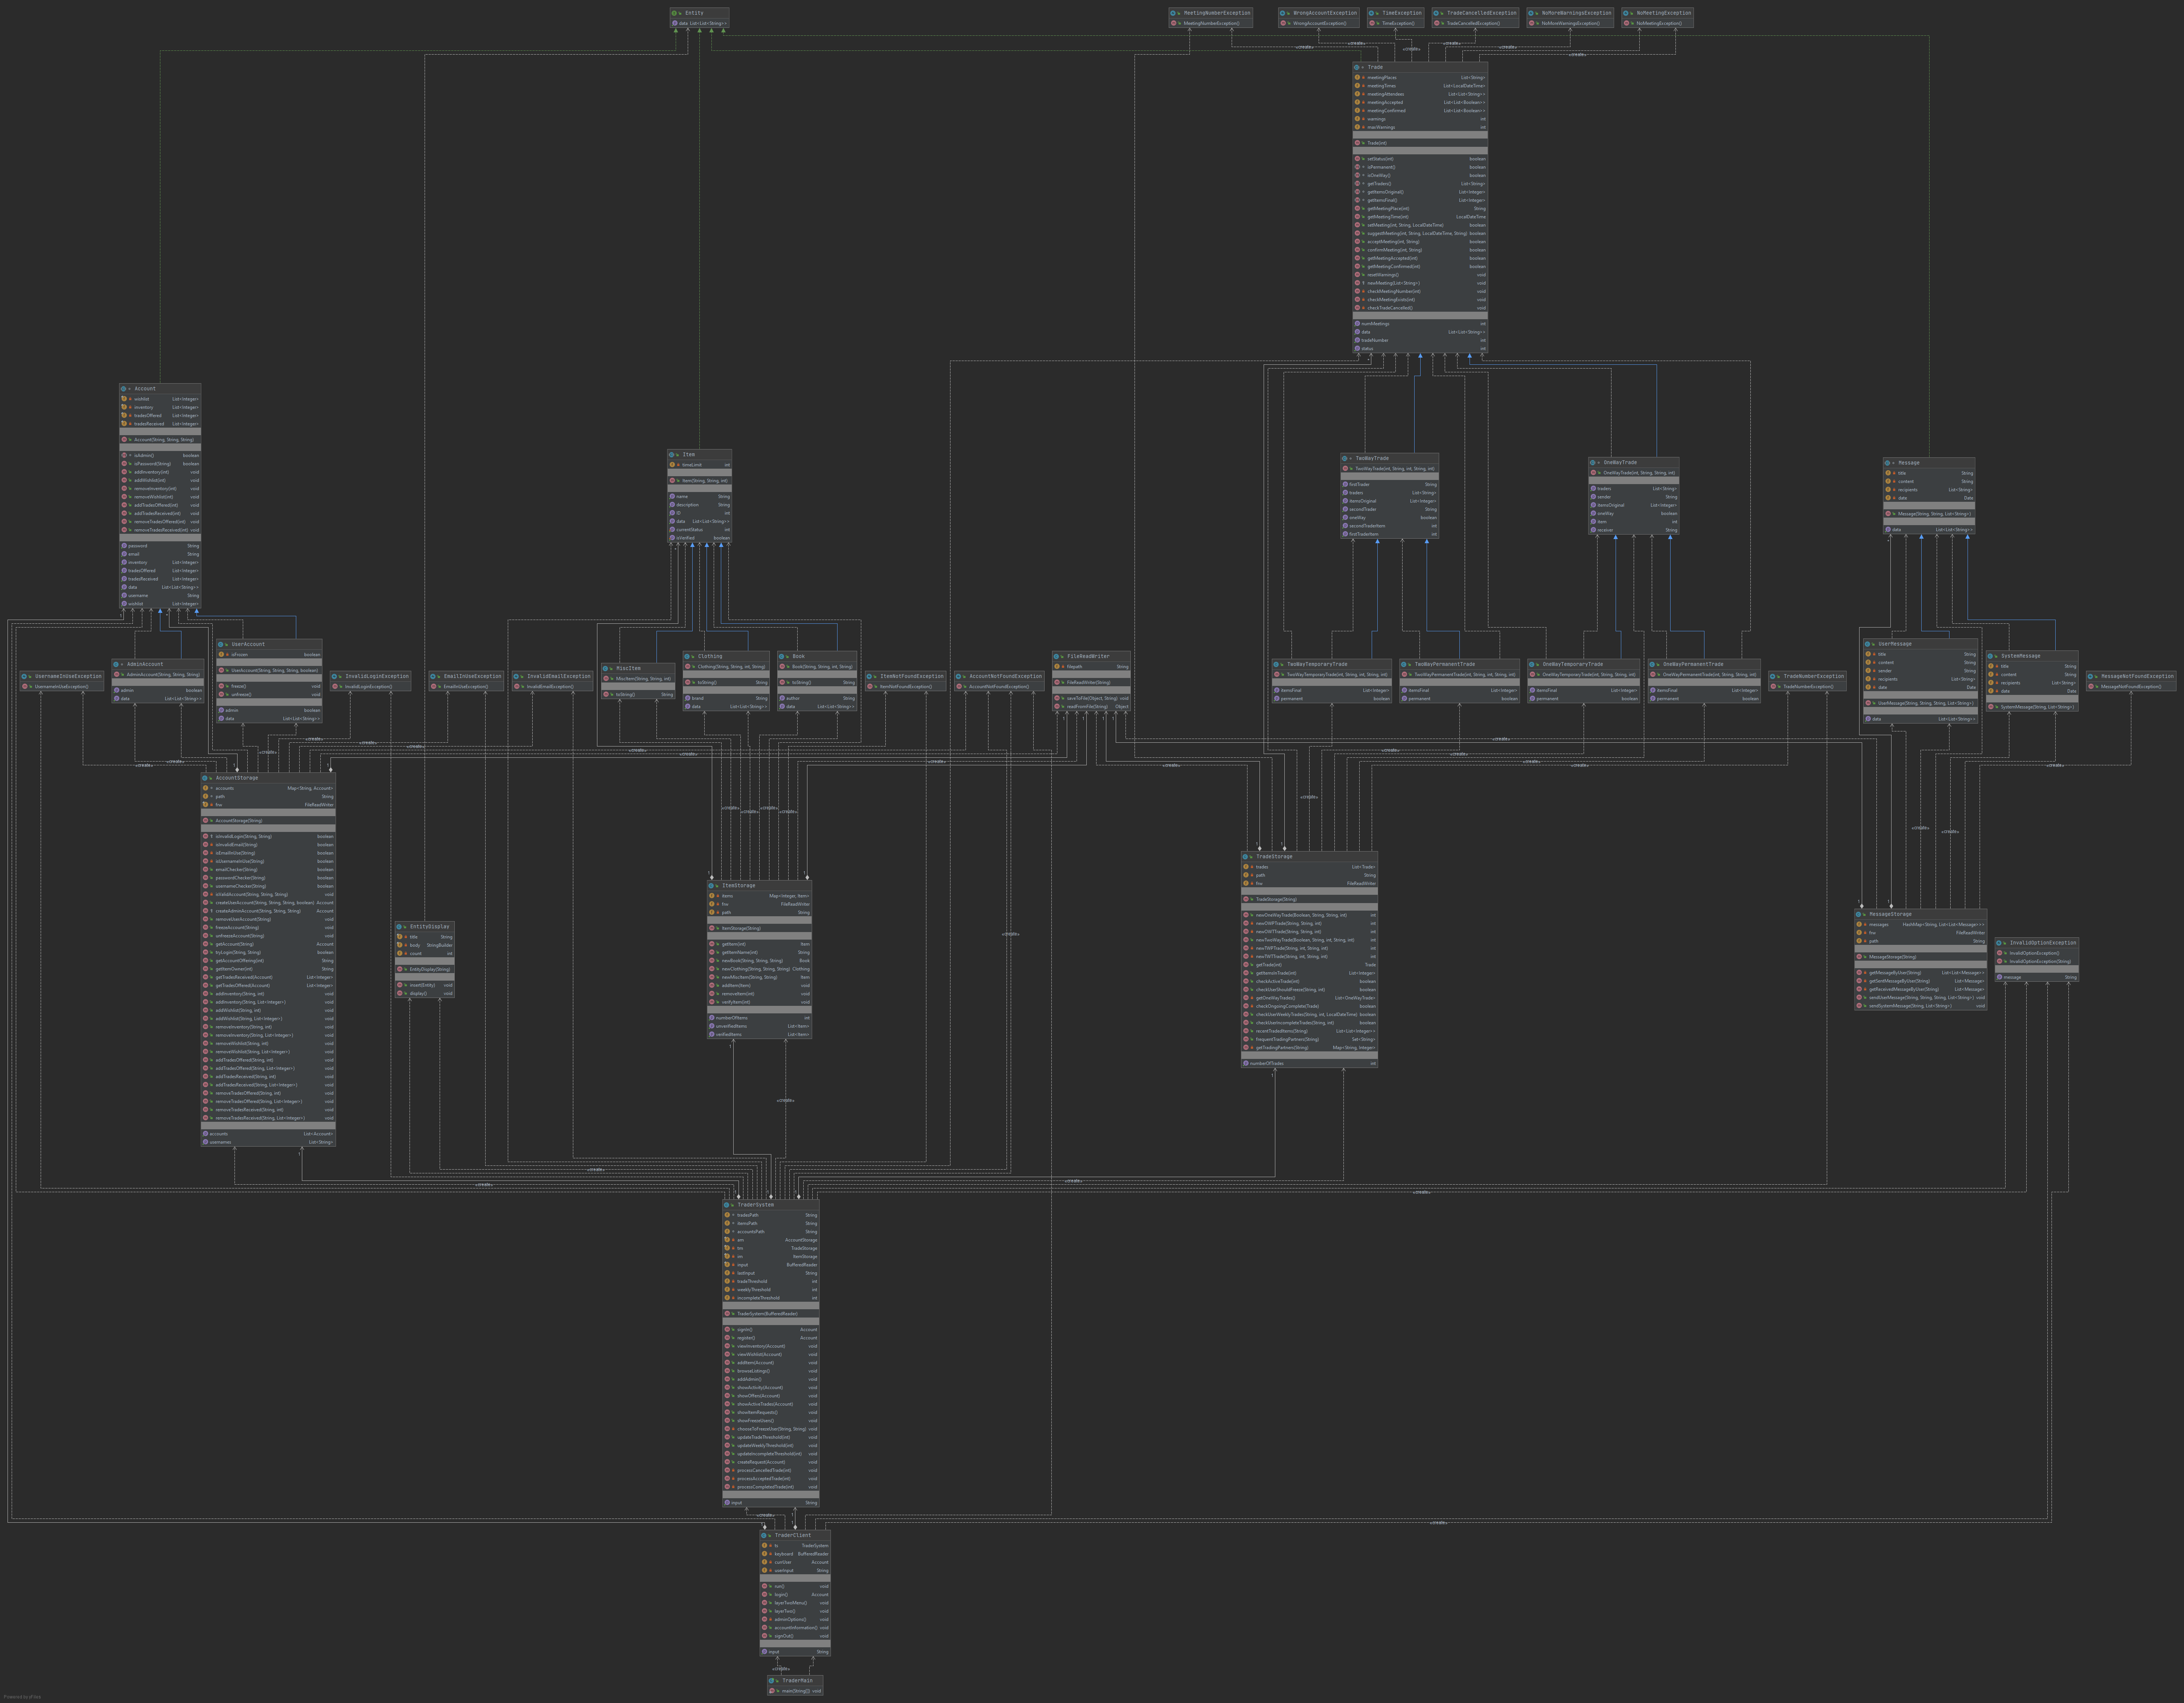 Entity
data List<List<String>>
MeetingNumberException
MeetingNumberException()
WrongAccountException
WrongAccountException()
TimeException
TimeException()
TradeCancelledException
TradeCancelledException()
NoMoreWarningsException
NoMoreWarningsException()
NoMeetingException
NoMeetingException()
Trade
meetingPlaces List<String>
meetingTimes List<LocalDateTime>
meetingAttendees List<List<String>>
meetingAccepted List<List<Boolean>>
meetingConfirmed List<List<Boolean>>
warnings int
maxWarnings int
Trade(int)
setStatus(int) boolean
isPermanent() boolean
isOneWay() boolean
getTraders() List<String>
getItemsOriginal() List<Integer>
getItemsFinal() List<Integer>
getMeetingPlace(int) String
getMeetingTime(int) LocalDateTime
setMeeting(int, String, LocalDateTime) boolean
suggestMeeting(int, String, LocalDateTime, String) boolean
acceptMeeting(int, String) boolean
confirmMeeting(int, String) boolean
getMeetingAccepted(int) boolean
getMeetingConfirmed(int) boolean
resetWarnings() void
newMeeting(List<String>) void
checkMeetingNumber(int) void
checkMeetingExists(int) void
checkTradeCancelled() void
numMeetings int
data List<List<String>>
tradeNumber int
status int
Account
wishlist List<Integer>
inventory List<Integer>
tradesOffered List<Integer>
tradesReceived List<Integer>
Account(String, String, String)
isAdmin() boolean
isPassword(String) boolean
addInventory(int) void
addWishlist(int) void
removeInventory(int) void
removeWishlist(int) void
addTradesOffered(int) void
addTradesReceived(int) void
removeTradesOffered(int) void
removeTradesReceived(int) void
password String
email String
inventory List<Integer>
tradesOffered List<Integer>
tradesReceived List<Integer>
data List<List<String>>
username String
wishlist List<Integer>
Item
timeLimit int
Item(String, String, int)
name String
description String
ID int
data List<List<String>>
currentStatus int
isVerified boolean
TwoWayTrade
TwoWayTrade(int, String, int, String, int)
firstTrader String
traders List<String>
itemsOriginal List<Integer>
secondTrader String
oneWay boolean
secondTraderItem int
firstTraderItem int
OneWayTrade
OneWayTrade(int, String, String, int)
traders List<String>
sender String
itemsOriginal List<Integer>
oneWay boolean
item int
receiver String
Message
title String
content String
recipients List<String>
date Date
Message(String, String, List<String>)
data List<List<String>>
UsernameInUseException
UsernameInUseException()
AdminAccount
AdminAccount(String, String, String)
admin boolean
data List<List<String>>
UserAccount
isFrozen boolean
UserAccount(String, String, String, boolean)
freeze() void
unfreeze() void
admin boolean
data List<List<String>>
InvalidLoginException
InvalidLoginException()
EmailInUseException
EmailInUseException()
InvalidEmailException
InvalidEmailException()
MiscItem
MiscItem(String, String, int)
toString() String
Clothing
Clothing(String, String, int, String)
toString() String
brand String
data List<List<String>>
Book
Book(String, String, int, String)
toString() String
author String
data List<List<String>>
ItemNotFoundException
ItemNotFoundException()
AccountNotFoundException
AccountNotFoundException()
FileReadWriter
filepath String
FileReadWriter(String)
saveToFile(Object, String) void
readFromFile(String) Object
TwoWayTemporaryTrade
TwoWayTemporaryTrade(int, String, int, String, int)
itemsFinal List<Integer>
permanent boolean
TwoWayPermanentTrade
TwoWayPermanentTrade(int, String, int, String, int)
itemsFinal List<Integer>
permanent boolean
OneWayTemporaryTrade
OneWayTemporaryTrade(int, String, String, int)
itemsFinal List<Integer>
permanent boolean
OneWayPermanentTrade
OneWayPermanentTrade(int, String, String, int)
itemsFinal List<Integer>
permanent boolean
TradeNumberException
TradeNumberException()
UserMessage
title String
content String
sender String
recipients List<String>
date Date
UserMessage(String, String, String, List<String>)
data List<List<String>>
SystemMessage
title String
content String
recipients List<String>
date Date
SystemMessage(String, List<String>)
MessageNotFoundException
MessageNotFoundException()
AccountStorage
accounts Map<String, Account>
path String
frw FileReadWriter
AccountStorage(String)
isInvalidLogin(String, String) boolean
isInvalidEmail(String) boolean
isEmailInUse(String) boolean
isUsernameInUse(String) boolean
emailChecker(String) boolean
passwordChecker(String) boolean
usernameChecker(String) boolean
isValidAccount(String, String, String) void
createUserAccount(String, String, String, boolean) Account
createAdminAccount(String, String, String) Account
removeUserAccount(String) void
freezeAccount(String) void
unfreezeAccount(String) void
getAccount(String) Account
tryLogin(String, String) boolean
getAccountOffering(int) String
getItemOwner(int) String
getTradesReceived(Account) List<Integer>
getTradesOffered(Account) List<Integer>
addInventory(String, int) void
addInventory(String, List<Integer>) void
addWishlist(String, int) void
addWishlist(String, List<Integer>) void
removeInventory(String, int) void
removeInventory(String, List<Integer>) void
removeWishlist(String, int) void
removeWishlist(String, List<Integer>) void
addTradesOffered(String, int) void
addTradesOffered(String, List<Integer>) void
addTradesReceived(String, int) void
addTradesReceived(String, List<Integer>) void
removeTradesOffered(String, int) void
removeTradesOffered(String, List<Integer>) void
removeTradesReceived(String, int) void
removeTradesReceived(String, List<Integer>) void
accounts List<Account>
usernames List<String>
EntityDisplay
title String
body StringBuilder
count int
EntityDisplay(String)
insert(Entity) void
display() void
ItemStorage
items Map<Integer, Item>
frw FileReadWriter
path String
ItemStorage(String)
getItem(int) Item
getItemName(int) String
newBook(String, String, String) Book
newClothing(String, String, String) Clothing
newMiscItem(String, String) Item
addItem(Item) void
removeItem(int) void
verifyItem(int) void
numberOfItems int
unverifiedItems List<Item>
verifiedItems List<Item>
TradeStorage
trades List<Trade>
path String
frw FileReadWriter
TradeStorage(String)
newOneWayTrade(Boolean, String, String, int) int
newOWPTrade(String, String, int) int
newOWTTrade(String, String, int) int
newTwoWayTrade(Boolean, String, int, String, int) int
newTWPTrade(String, int, String, int) int
newTWTTrade(String, int, String, int) int
getTrade(int) Trade
getItemsInTrade(int) List<Integer>
checkActiveTrade(int) boolean
checkUserShouldFreeze(String, int) boolean
getOneWayTrades() List<OneWayTrade>
checkOngoingComplete(Trade) boolean
checkUserWeeklyTrades(String, int, LocalDateTime) boolean
checkUserIncompleteTrades(String, int) boolean
recentTradedItems(String) List<List<Integer>>
frequentTradingPartners(String) Set<String>
getTradingPartners(String) Map<String, Integer>
numberOfTrades int
MessageStorage
messages HashMap<String, List<List<Message>>>
frw FileReadWriter
path String
MessageStorage(String)
getMessageByUser(String) List<List<Message>>
getSentMessageByUser(String) List<Message>
getReceivedMessageByUser(String) List<Message>
sendUserMessage(String, String, String, List<String>) void
sendSystemMessage(String, List<String>) void
InvalidOptionException
InvalidOptionException()
InvalidOptionException(String)
message String
TraderSystem
tradesPath String
itemsPath String
accountsPath String
am AccountStorage
tm TradeStorage
im ItemStorage
input BufferedReader
lastInput String
tradeThreshold int
weeklyThreshold int
incompleteThreshold int
TraderSystem(BufferedReader)
signIn() Account
register() Account
viewInventory(Account) void
viewWishlist(Account) void
addItem(Account) void
browseListings() void
addAdmin() void
showActivity(Account) void
showOffers(Account) void
showActiveTrades(Account) void
showItemRequests() void
showFreezeUsers() void
chooseToFreezeUser(String, String) void
updateTradeThreshold(int) void
updateWeeklyThreshold(int) void
updateIncompleteThreshold(int) void
createRequest(Account) void
processCancelledTrade(int) void
processAcceptedTrade(int) void
processCompletedTrade(int) void
input String
TraderClient
ts TraderSystem
keyboard BufferedReader
currUser Account
userInput String
run() void
login() Account
layerTwoMenu() void
layerTwo() void
adminOptions() void
accountInformation() void
signOut() void
input String
«create»
TraderMain
main(String[]) void
Powered by yFiles